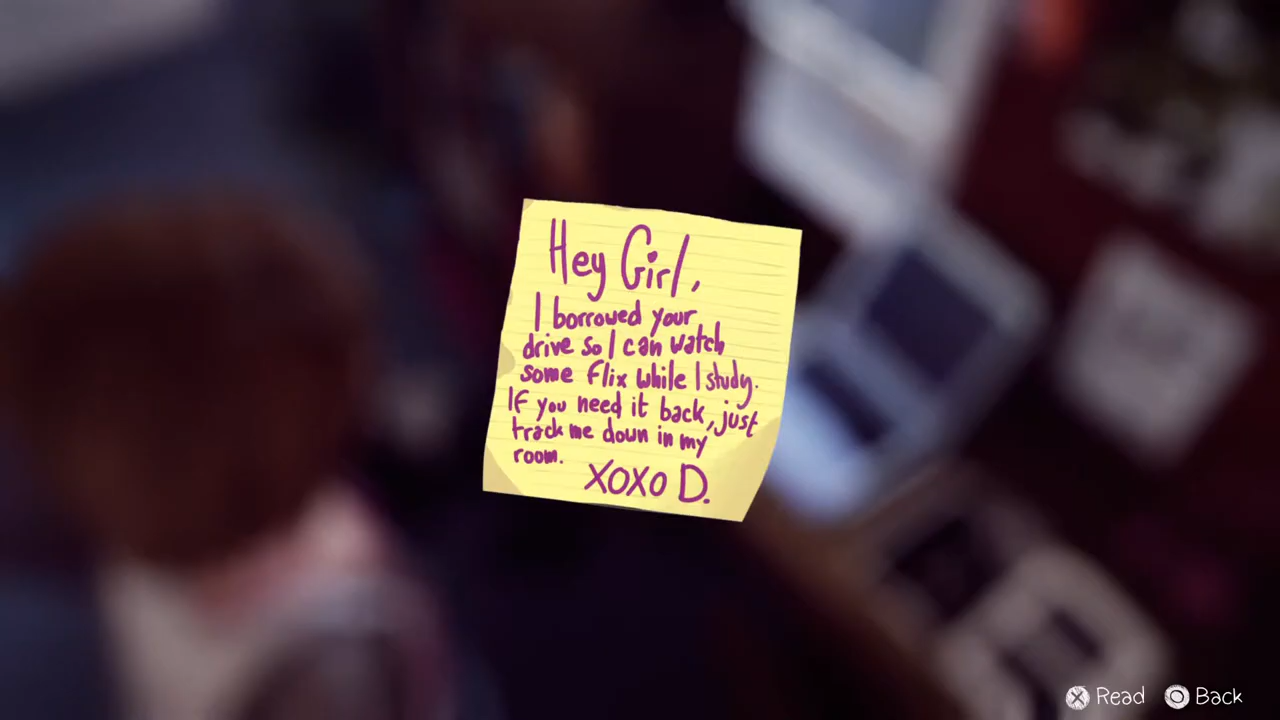 Hey Girl,
I borrowed your
drive so I can watch
some Flix while I study.
If you need it back, just
track me down in my
room.
XOXO D.
Read Back